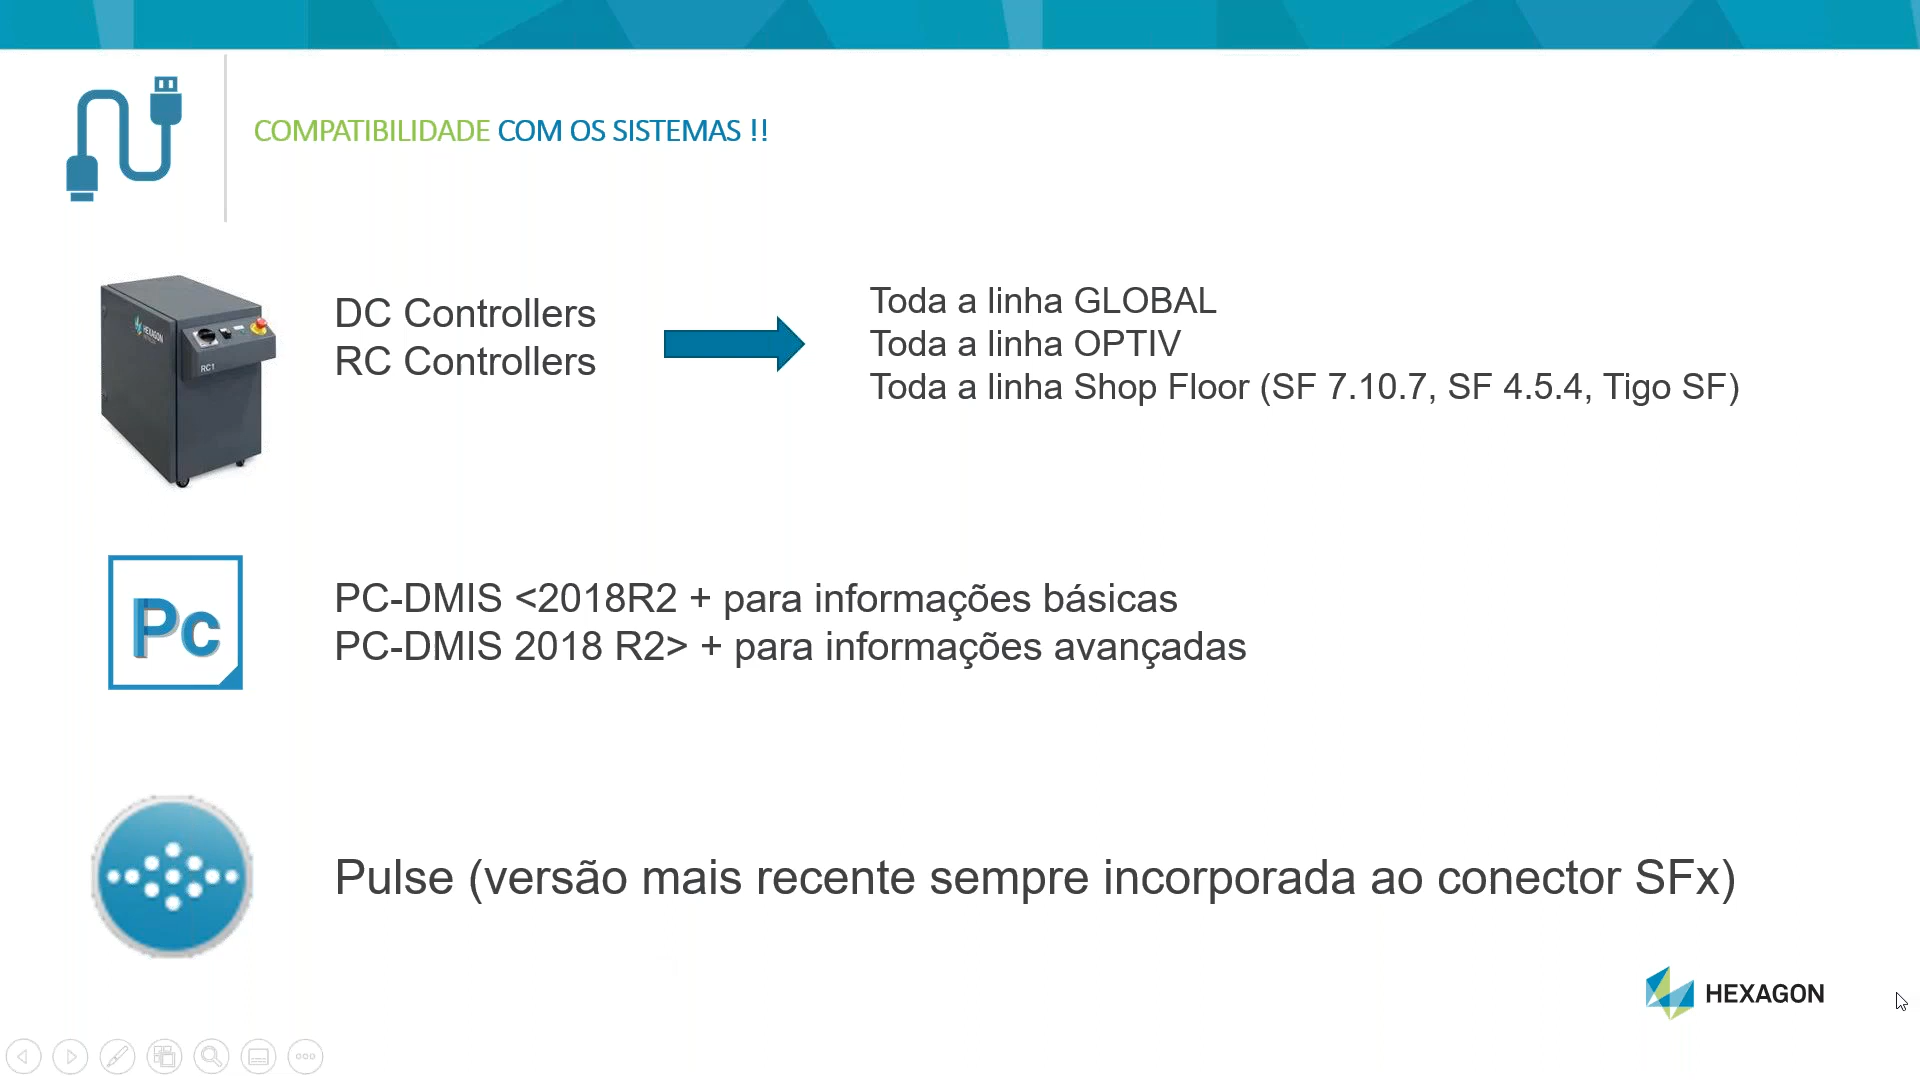 COMPATIBILIDADE COM OS SISTEMAS !!
HEXAGON
RC1
DC Controllers
RC Controllers
Toda a linha GLOBAL
Toda a linha OPTIV
Toda a linha Shop Floor (SF 7.10.7, SF 4.5.4, Tigo SF)
Pc
PC-DMIS <2018R2 + para informações básicas
PC-DMIS 2018 R2> + para informações avançadas
Pulse (versão mais recente sempre incorporada ao conector SFx)
HEXAGON